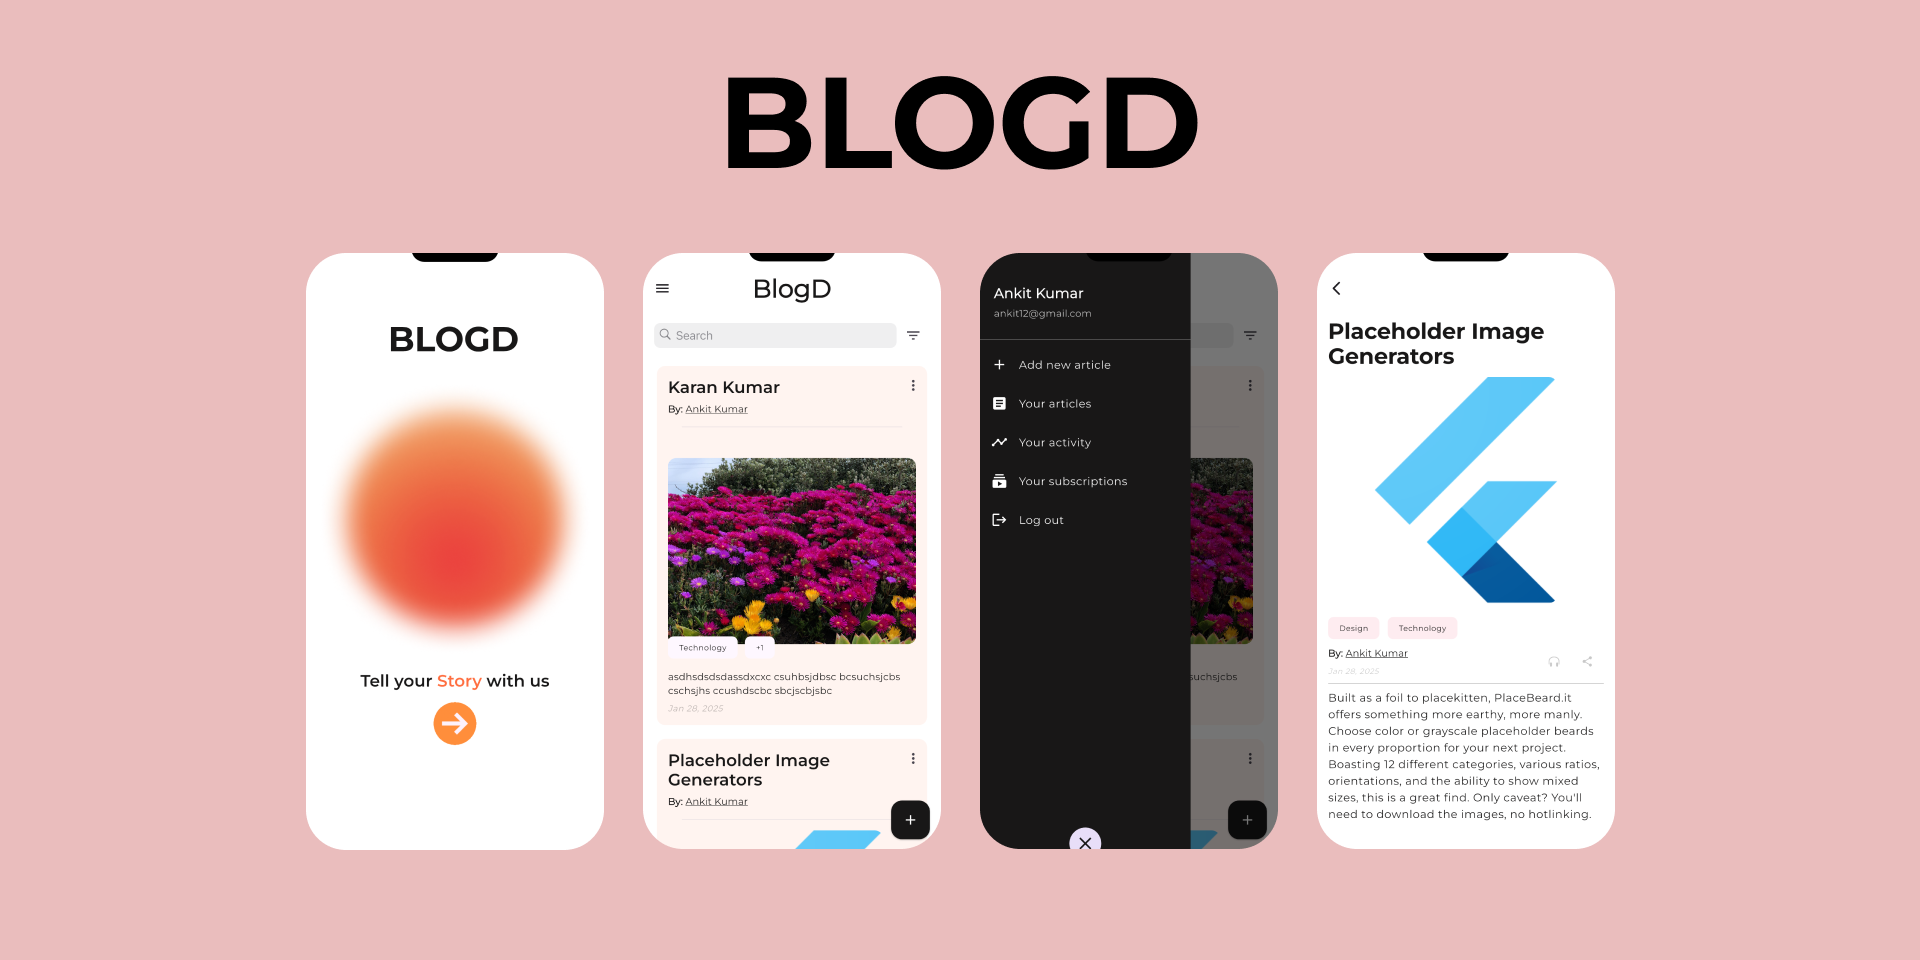 BLOGD
BLOGD
Tell your Story with us
BlogD
Search
Karan Kumar
By: Ankit Kumar
Technology
+1
asdhsdsdsdassdxcxc csuhbsjdbsc bcsuchsjcbs
cschsjhs ccushdscbc sbcjscbjsbc
Jan 28, 2025
Placeholder Image
Generators
By: Ankit Kumar
Ankit Kumar
ankit12@gmail.com
Add new article
Your articles
Your activity
Your subscriptions
Log out
suchsjcbs
Placeholder Image
Generators
Design
Technology
By: Ankit Kumar
Jan 28, 2025
Built as a foil to placekitten, PlaceBeard.it
offers something more earthy, more manly.
Choose color or grayscale placeholder beards
in every proportion for your next project.
Boasting 12 different categories, various ratios,
orientations, and the ability to show mixed
sizes, this is a great find. Only caveat? You'll
need to download the images, no hotlinking.